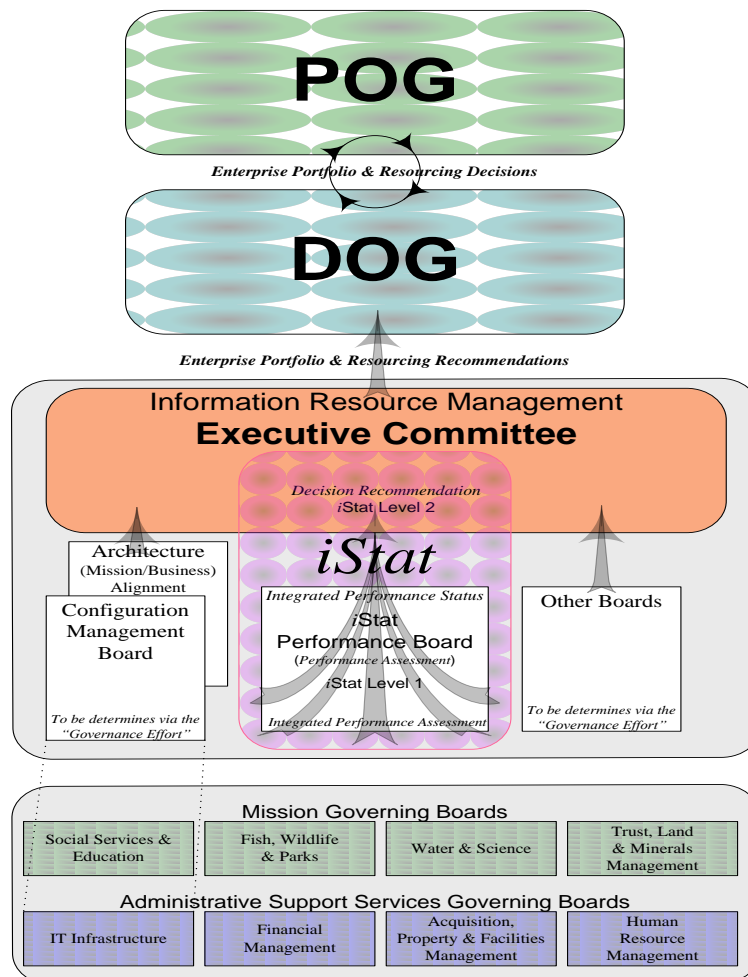 POG
Enterprise Portfolio & Resourcing Decisions
DOG
Enterprise Portfolio & Resourcing Recommendations
Information Resource Management
Executive Committee
Decision Recommendation
iStat Level 2
iStat
Architecture
(Mission/Business)
Alignment
Configuration
Management
Board
To be determines via the
“Governance Effort”
Integrated Performance Status
iStat
Performance Board
(Performance Assessment)
iStat Level 1
Integrated Performance Assessment
Other Boards
To be determines via the
“Governance Effort”
Mission Governing Boards
Social Services &
Education
Fish, Wildlife
& Parks
Water & Science
Trust, Land
& Minerals
Management
Administrative Support Services Governing Boards
IT Infrastructure
Financial
Management
Acquisition,
Property & Facilities
Management
Human
Resource
Management